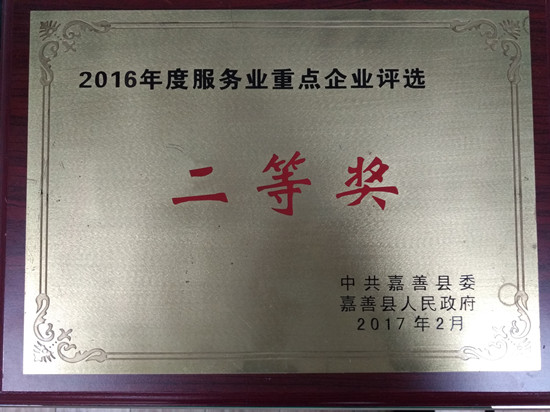 2016年度服务业重点企业评选
二等奖
中共嘉善县委
嘉善县人民政府
2017年2月